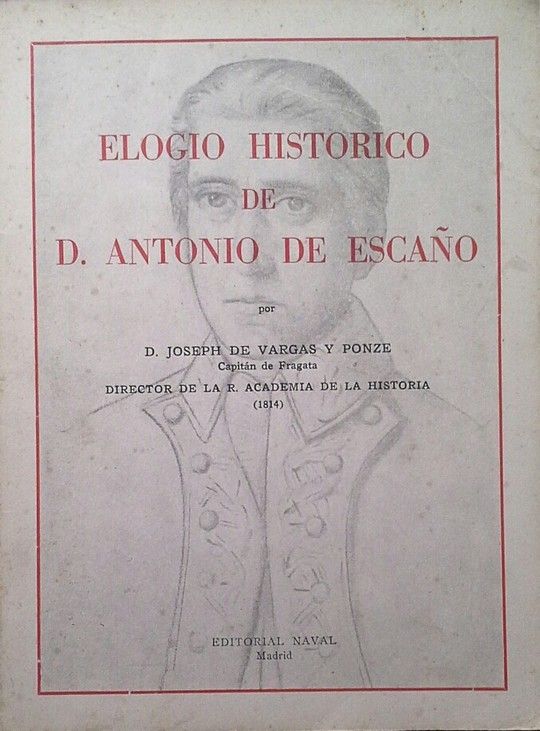 ELOGIO HISTORICO
DE
D. ANTONIO DE ESCAÑO
por
D. JOSEPH DE VARGAS Y PONZE
Capitán de Fragata
DIRECTOR DE LA R. ACADEMIA DE LA HISTORIA
(1814)
EDITORIAL NAVAL
Madrid